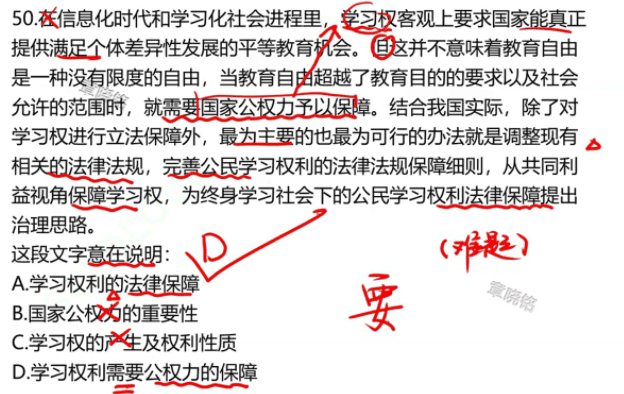 50.在信息化时代和学习化社会进程里，学习权客观上要求国家能真正
提供满足个体差异性发展的平等教育机会。但这并不意味着教育自由
是一种没有限度的自由，当教育自由超越了教育目的的要求以及社会
允许的范围时，就需要国家公权力予以保障。结合我国实际，除了对
学习权进行立法保障外，最为主要的也最为可行的办法就是调整现有
相关的法律法规，完善公民学习权利的法律法规保障细则，从共同利
益视角保障学习权，为终身学习社会下的公民学习权利法律保障提出
治理思路。
这段文字意在说明：
D
（难题）
A.学习权利的法律保障
B.国家公权力的重要性
要
章晓铭
C.学习权的产生及权利性质
D.学习权利需要公权力的保障
章晓铭